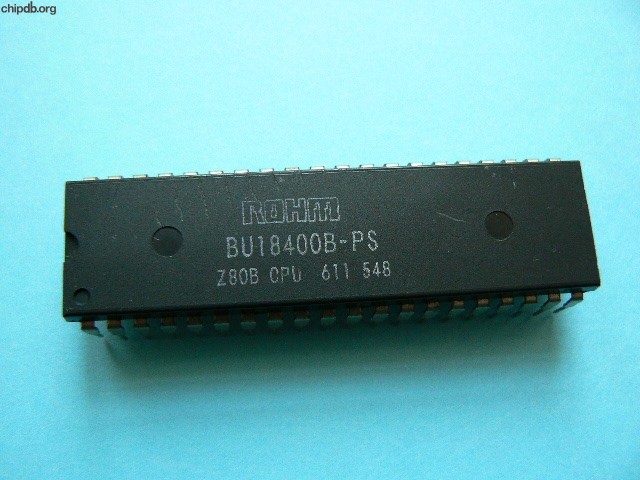 chipdb.org
ROHM
BU18400B-PS
Z80B CPU 611 548